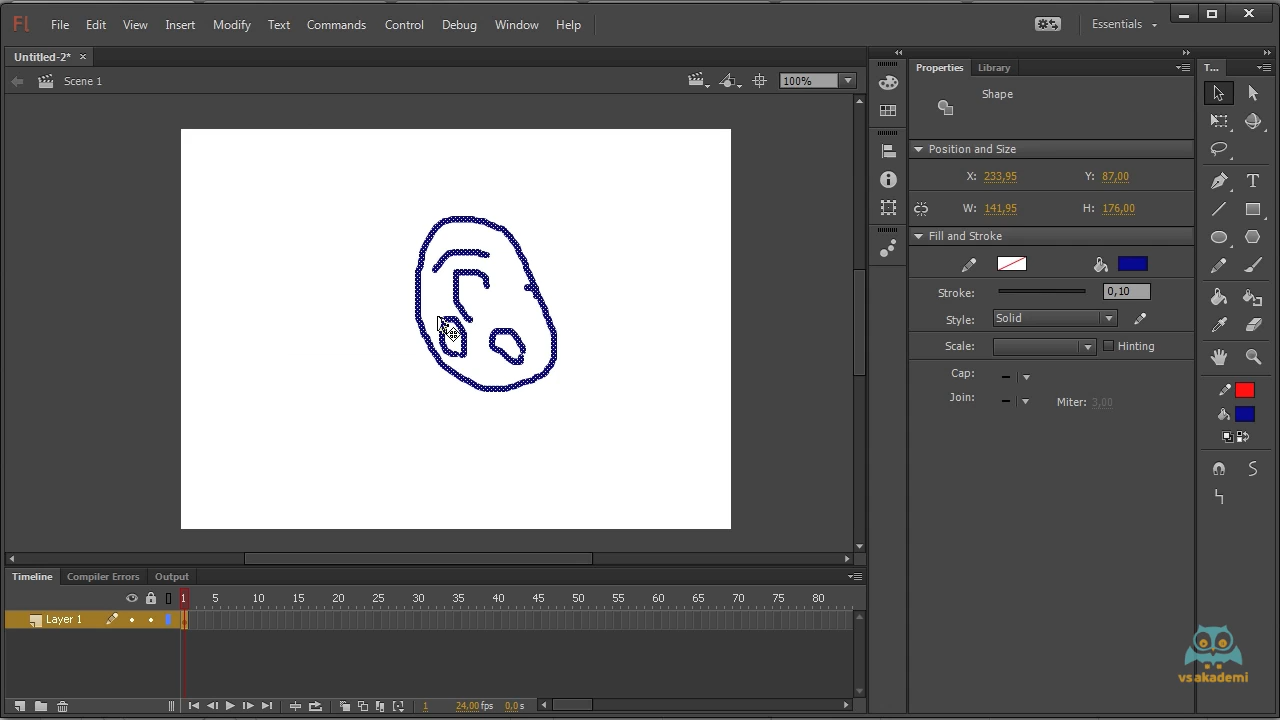 Fl File Edit View Insert Modify Text Commands Control Debug Window Help Essentials
Untitled-2* ×
Scene 1 100%
Properties Library T...
Shape
Position and Size
X: 233,95 Y: 87,00
W: 141,95 H: 176,00
Fill and Stroke
Stroke: 0,10
Style: Solid
Scale: Hinting
Cap:
Join: Miter: 3,00
Timeline Compiler Errors Output
1 5 10 15 20 25 30 35 40 45 50 55 60 65 70 75 80
Layer 1
1 24,00 fps 0,0 s
vsakademi